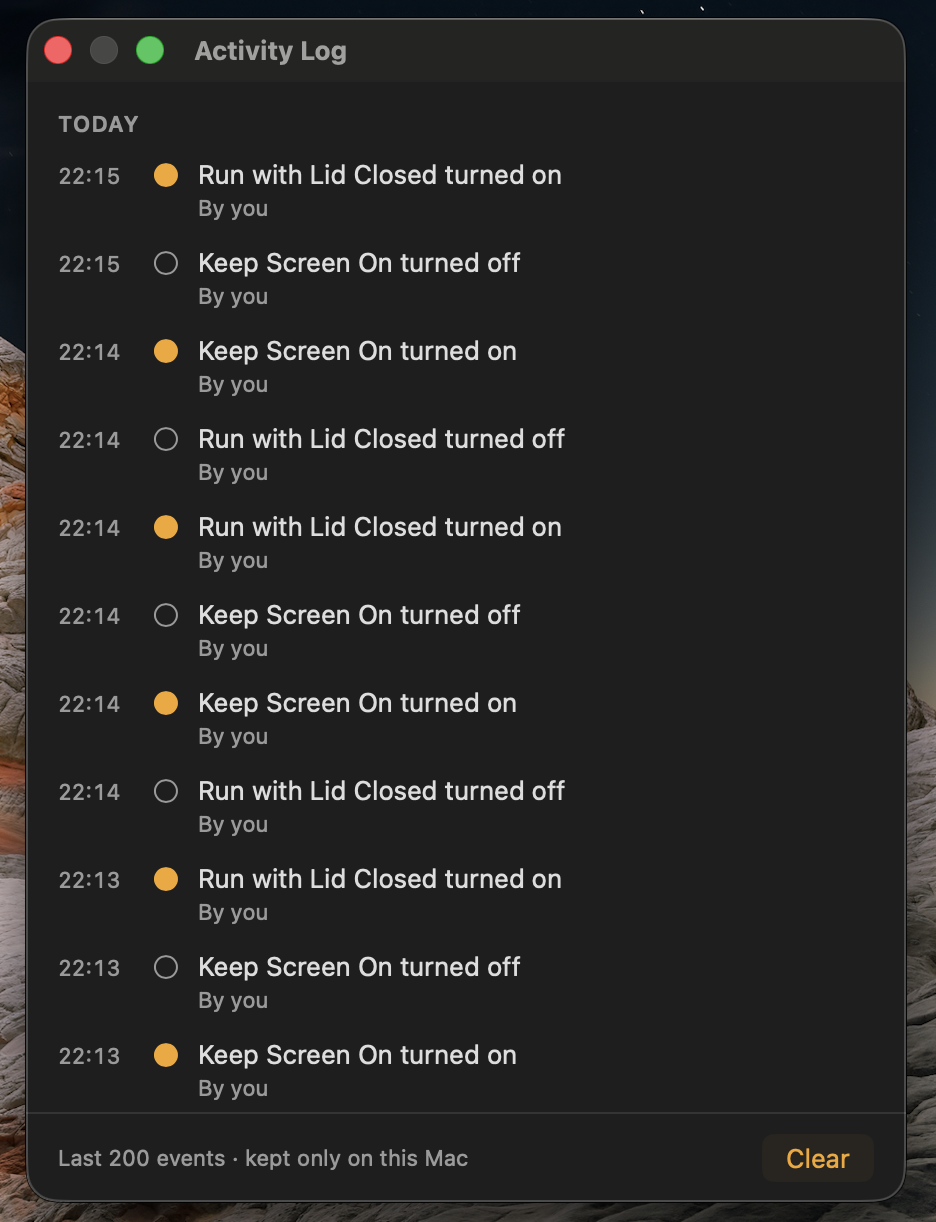 Activity Log
TODAY
22:15 Run with Lid Closed turned on
By you
22:15 Keep Screen On turned off
By you
22:14 Keep Screen On turned on
By you
22:14 Run with Lid Closed turned off
By you
22:14 Run with Lid Closed turned on
By you
22:14 Keep Screen On turned off
By you
22:14 Keep Screen On turned on
By you
22:14 Run with Lid Closed turned off
By you
22:13 Run with Lid Closed turned on
By you
22:13 Keep Screen On turned off
By you
22:13 Keep Screen On turned on
By you
Last 200 events · kept only on this Mac Clear